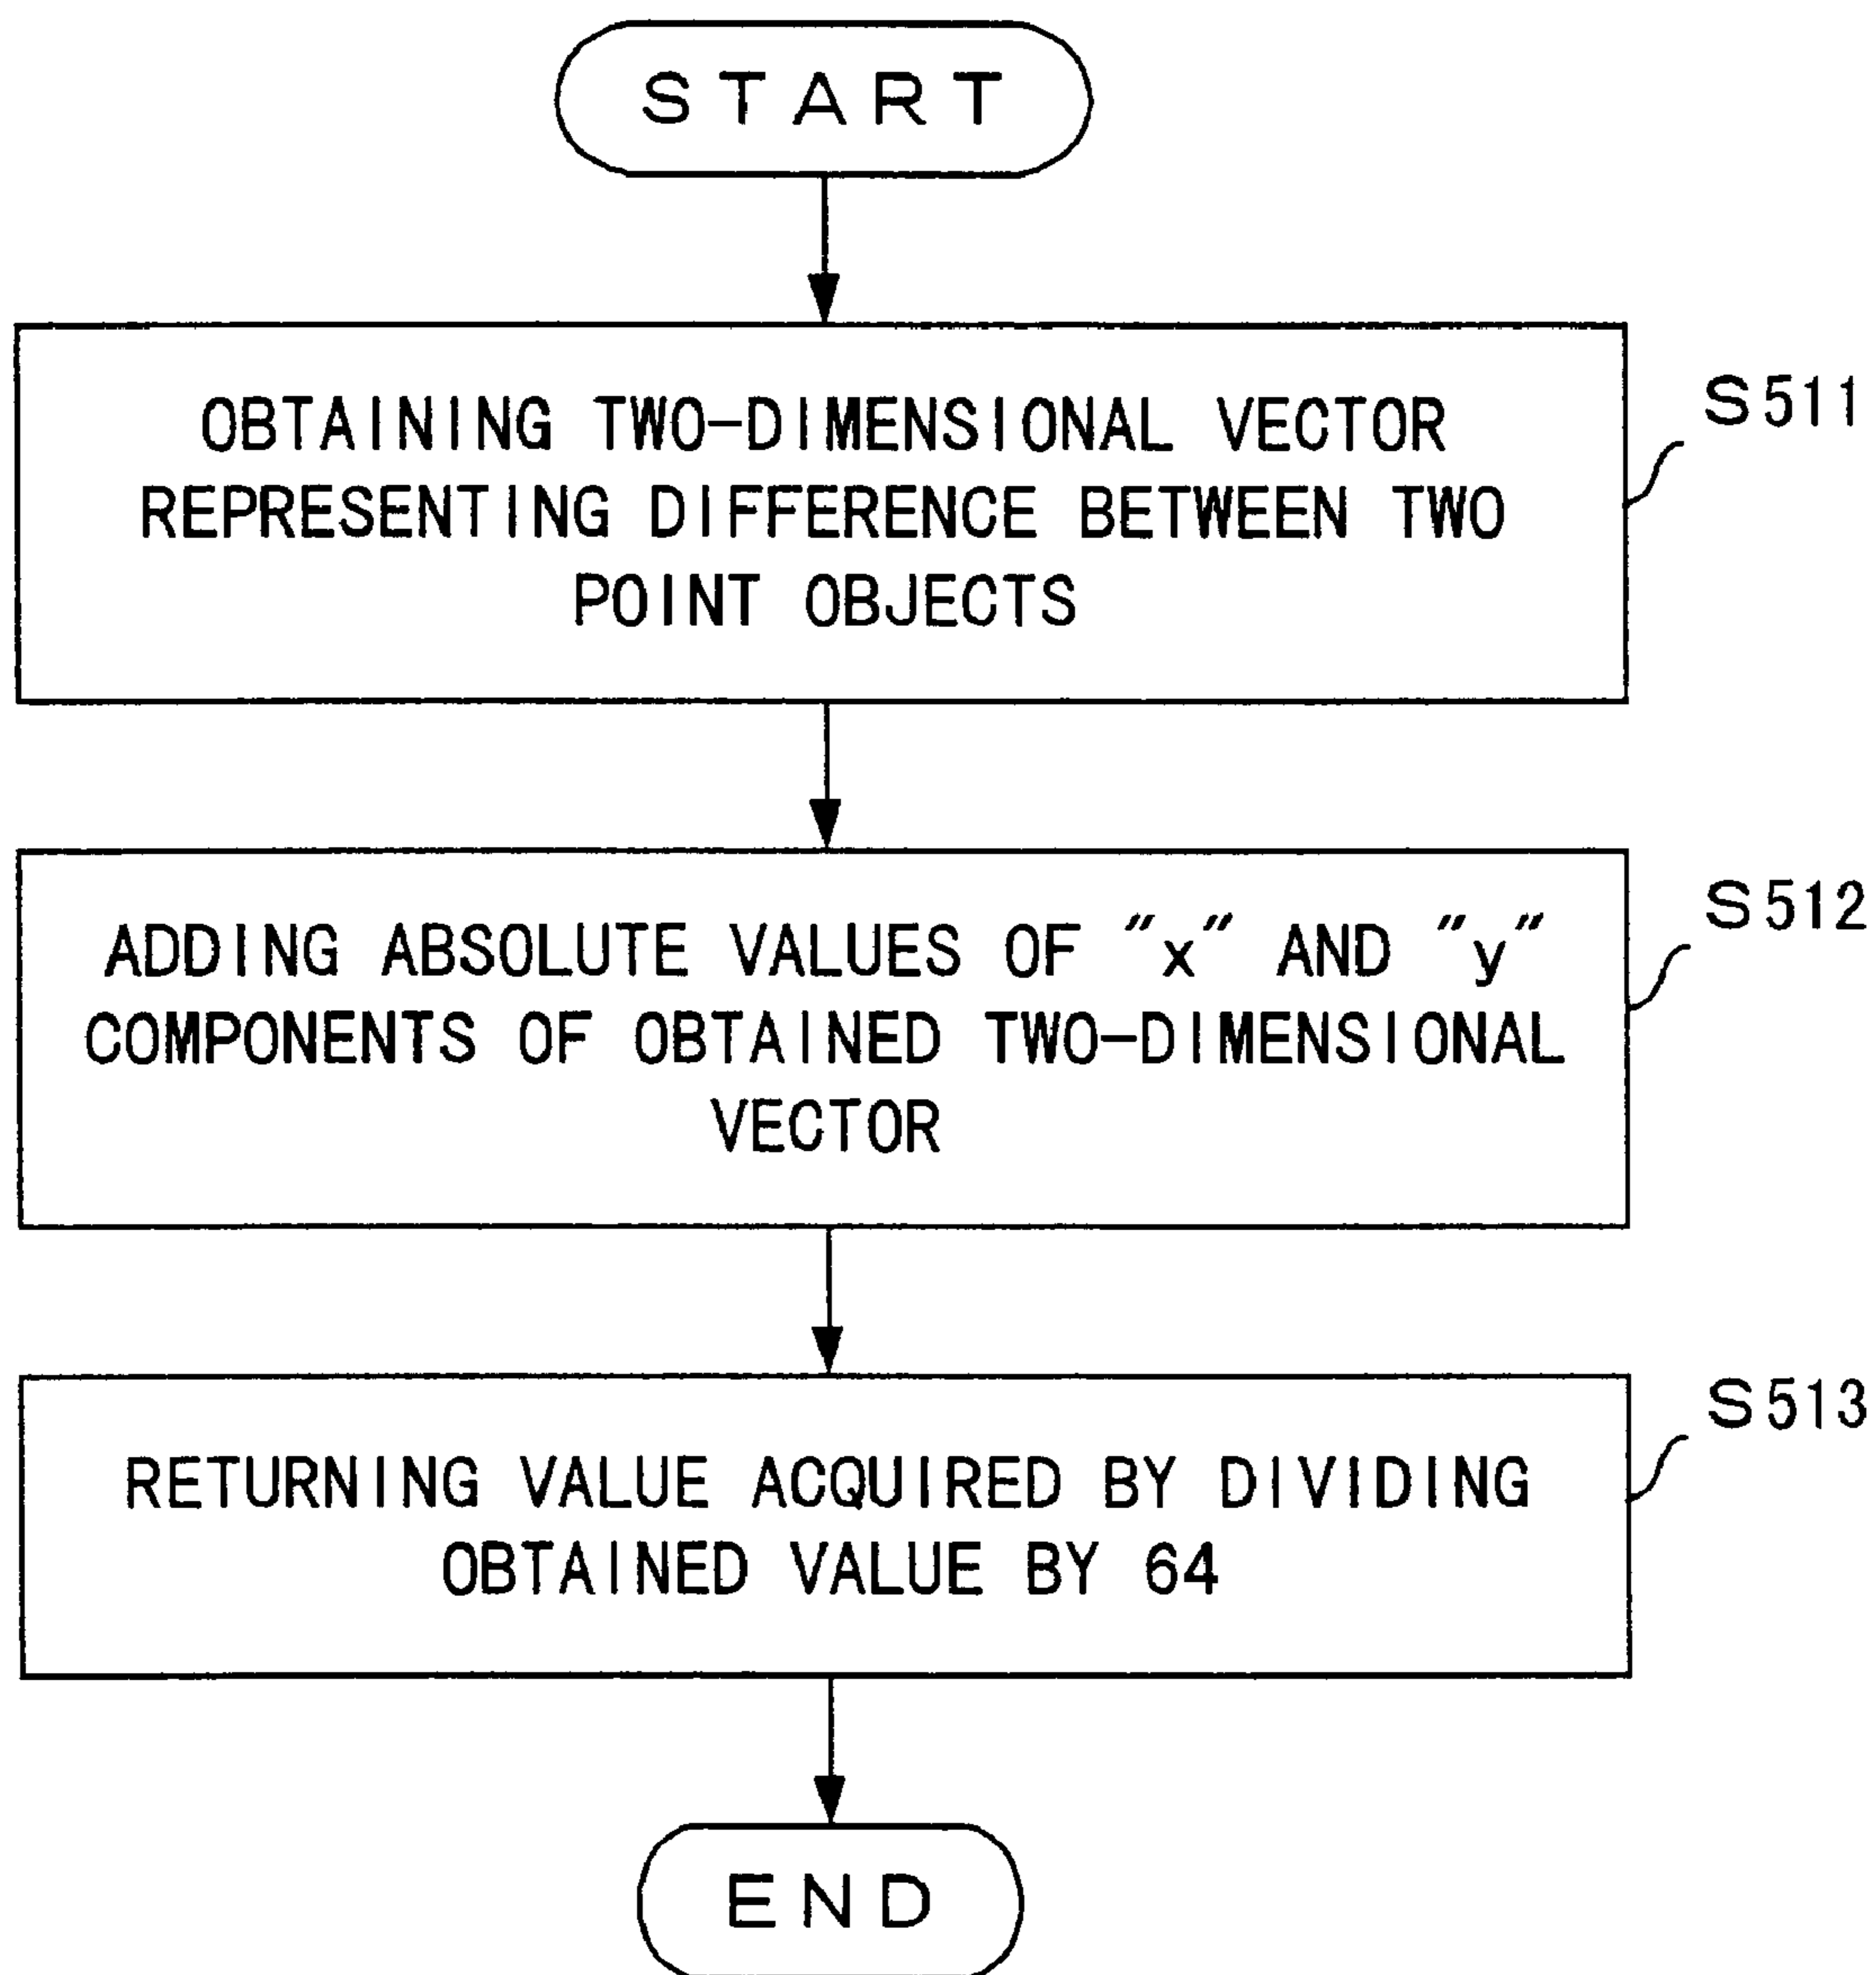 START
OBTAINING TWO-DIMENSIONAL VECTOR
REPRESENTING DIFFERENCE BETWEEN TWO
POINT OBJECTS
S511
ADDING ABSOLUTE VALUES OF "x" AND "y"
COMPONENTS OF OBTAINED TWO-DIMENSIONAL
VECTOR
S512
RETURNING VALUE ACQUIRED BY DIVIDING
OBTAINED VALUE BY 64
S513
END